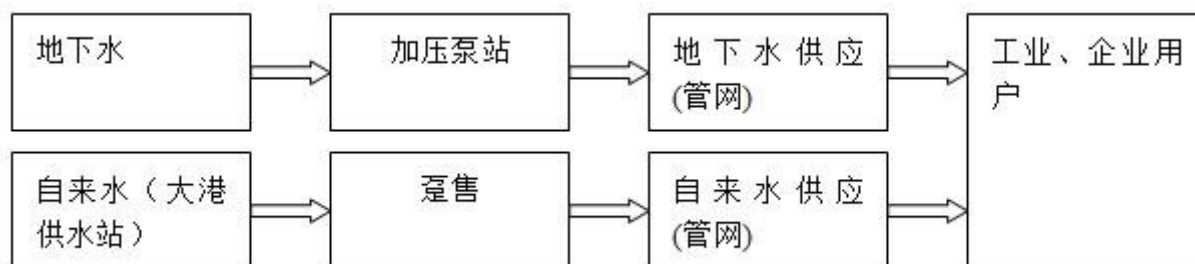 地下水
加压泵站
地下水供应
(管网)
工业、企业用
户
自来水（大港
供水站）
趸售
自来水供应
(管网)